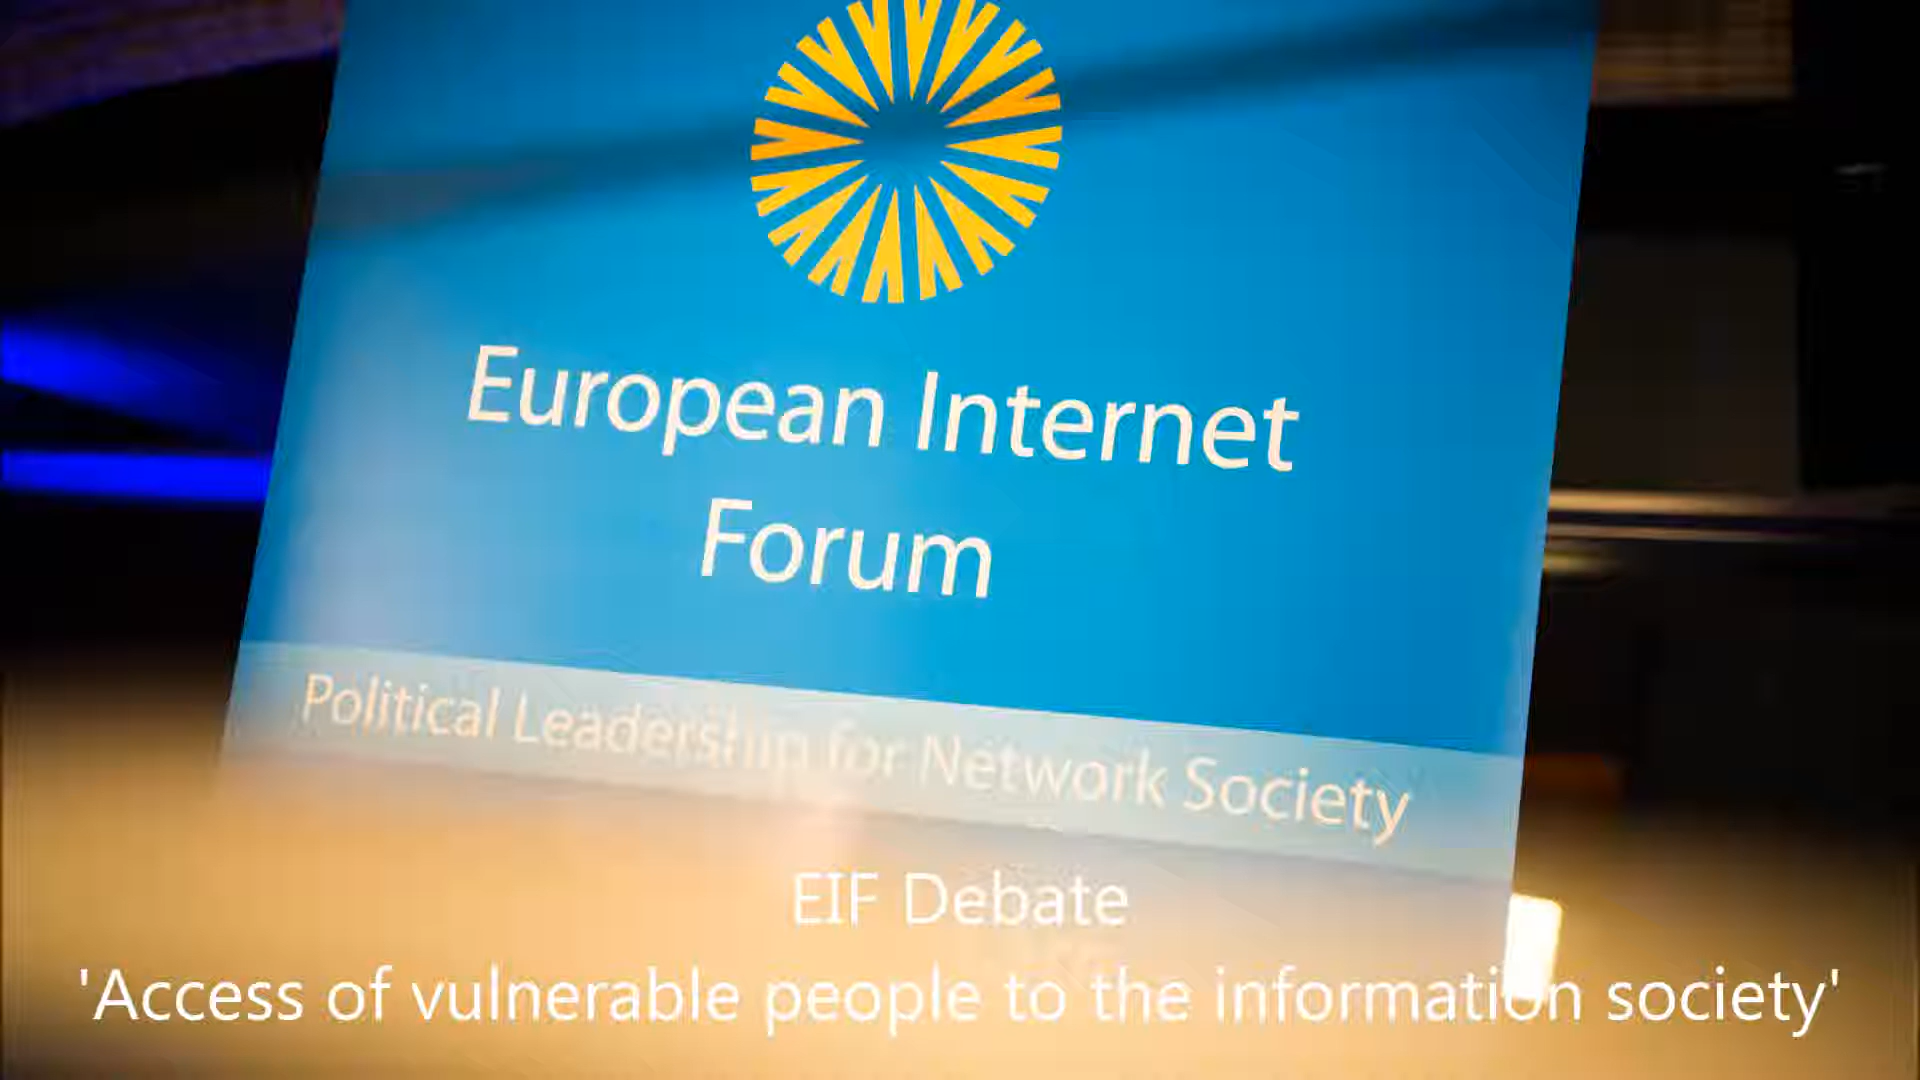 European Internet
Forum
Political Leadership for Network Society
EIF Debate
'Access of vulnerable people to the information society'